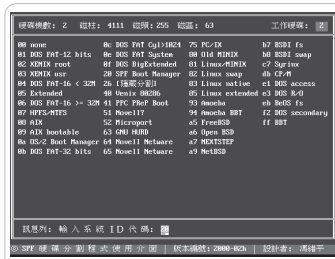 硬碟機數: 2 磁柱: 4111 磁頭: 255 磁區: 63 工作硬碟: 2
00 none 0c DOS FAT Cyl>1024 75 PC/IX b7 BSDI fs
01 DOS FAT-12 bits 0e DOS FAT System 80 Old MINIX b8 BSDI swap
02 XENIX root 0f DOS BigExtended 81 Linux/MINIX c7 Syrinx
03 XENIX usr 20 SPF Boot Manager 82 Linux swap db CP/M
04 DOS FAT-16 < 32M 26 [隱藏分割] 83 Linux native e1 DOS access
05 Extended 40 Venix 80286 85 Linux extended e3 DOS R/O
06 DOS FAT-16 >= 32M 41 PPC PReP Boot 93 Amoeba eb BeOS fs
07 HPFS/NTFS 51 Novell? 94 Amoeba BBT f2 DOS secondary
08 AIX 52 Microport a5 FreeBSD ff BBT
09 AIX bootable 63 GNU HURD a6 Open BSD
0a OS/2 Boot Manager 64 Novell Netware a7 NEXTSTEP
0b DOS FAT-32 bits 65 Novell Netware a9 NetBSD
訊息列: 輸入系統 ID 代碼: 20
© SPF 硬碟分割程式使用介面 | 版本編號: 2000-02h | 設計者: 馮緒平